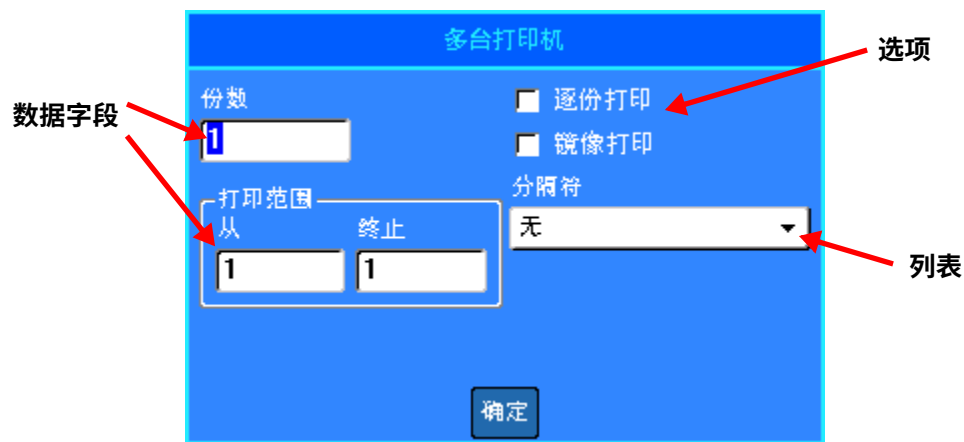 多台打印机
选项
份数
逐份打印
数据字段
1
镜像打印
分隔符
打印范围
从 终止
无
1 1
列表
确定